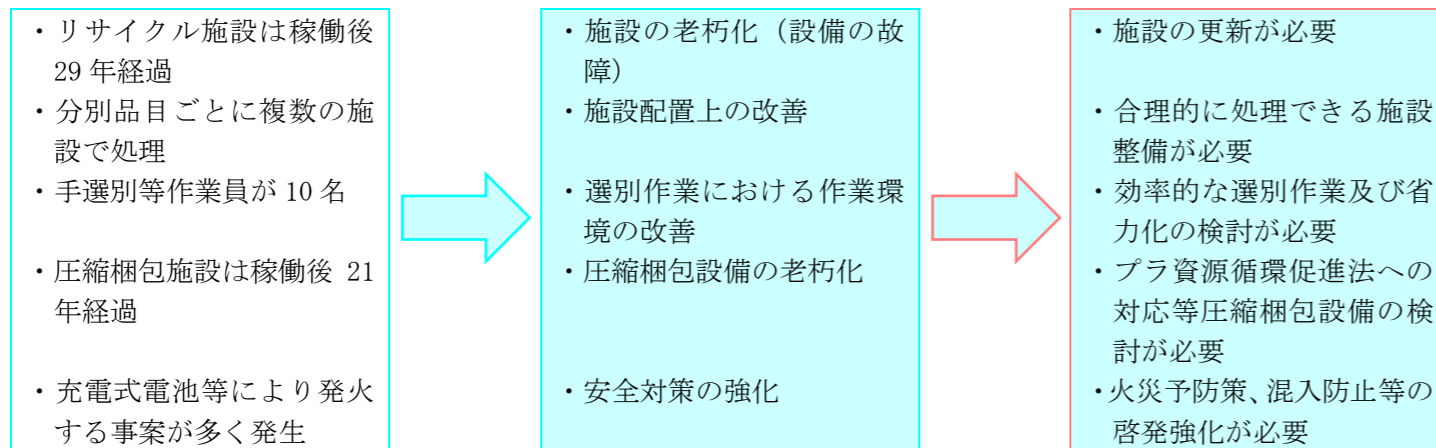 ・リサイクル施設は稼働後
29 年経過
・分別品目ごとに複数の施
設で処理
・手選別等作業員が 10 名
・圧縮梱包施設は稼働後 21
年経過
・充電式電池等により発火
する事案が多く発生
・施設の老朽化（設備の故
障）
・施設配置上の改善
・選別作業における作業環
境の改善
・圧縮梱包設備の老朽化
・安全対策の強化
・施設の更新が必要
・合理的に処理できる施設
整備が必要
・効率的な選別作業及び省
力化の検討が必要
・プラ資源循環促進法への
対応等圧縮梱包設備の検
討が必要
・火災予防策、混入防止等の
啓発強化が必要